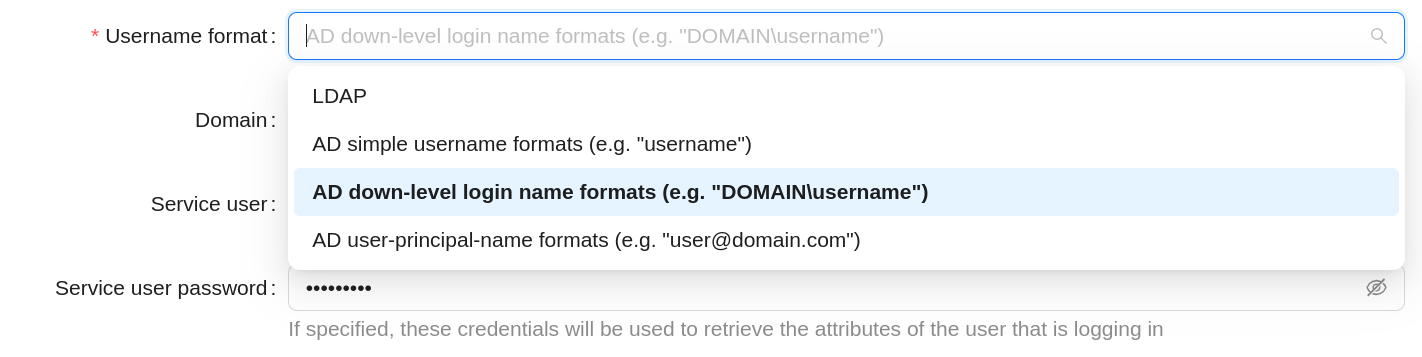 * Username format: AD down-level login name formats (e.g. "DOMAIN\username")
LDAP
Domain:
AD simple username formats (e.g. "username")
AD down-level login name formats (e.g. "DOMAIN\username")
Service user:
AD user-principal-name formats (e.g. "user@domain.com")
Service user password: •••••••••
If specified, these credentials will be used to retrieve the attributes of the user that is logging in